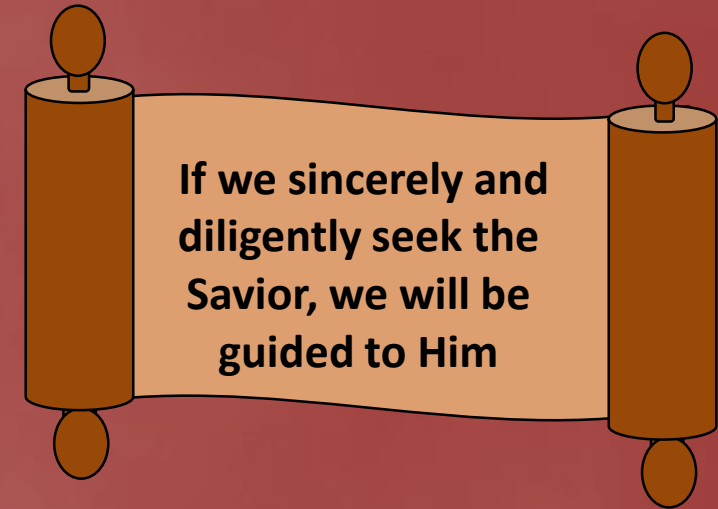 If we sincerely and
diligently seek the
Savior, we will be
guided to Him